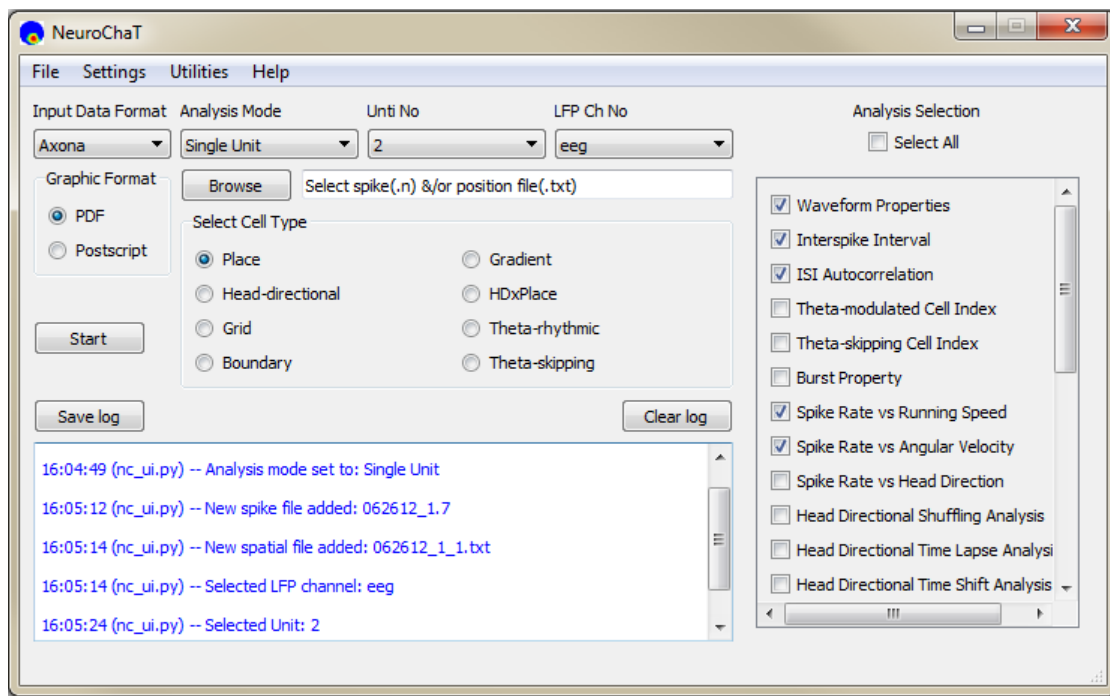 NeuroChaT
File Settings Utilities Help
Input Data Format Analysis Mode Unti No LFP Ch No
Axona Single Unit 2 eeg
Graphic Format
PDF
Postscript
Browse Select spike(.n) &/or position file(.txt)
Select Cell Type
Place Gradient
Head-directional HDxPlace
Grid Theta-rhythmic
Boundary Theta-skipping
Start
Save log Clear log
16:04:49 (nc_ui.py) -- Analysis mode set to: Single Unit
16:05:12 (nc_ui.py) -- New spike file added: 062612_1.7
16:05:14 (nc_ui.py) -- New spatial file added: 062612_1_1.txt
16:05:14 (nc_ui.py) -- Selected LFP channel: eeg
16:05:24 (nc_ui.py) -- Selected Unit: 2
Analysis Selection
Select All
Waveform Properties
Interspike Interval
ISI Autocorrelation
Theta-modulated Cell Index
Theta-skipping Cell Index
Burst Property
Spike Rate vs Running Speed
Spike Rate vs Angular Velocity
Spike Rate vs Head Direction
Head Directional Shuffling Analysis
Head Directional Time Lapse Analysi
Head Directional Time Shift Analysis